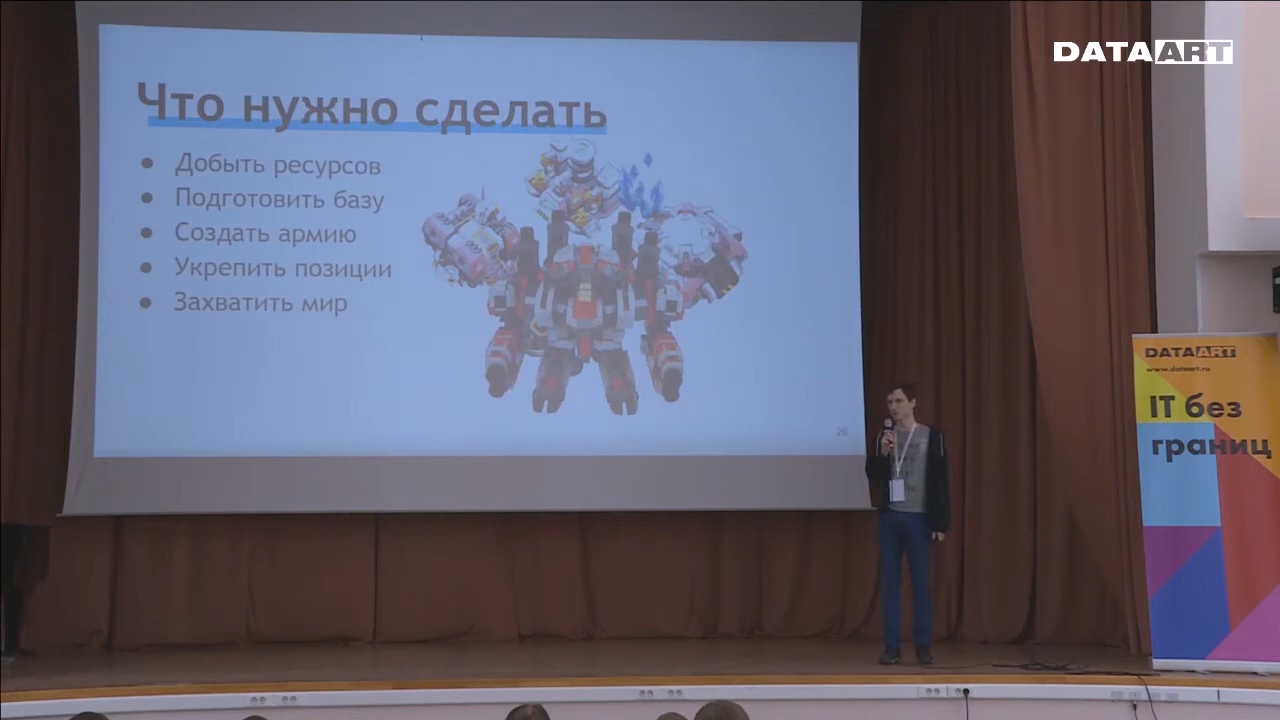 DATAART
Что нужно сделать
● Добыть ресурсов
● Подготовить базу
● Создать армию
● Укрепить позиции
● Захватить мир
26
DATAART
www.dataart.ru
IT без
границ